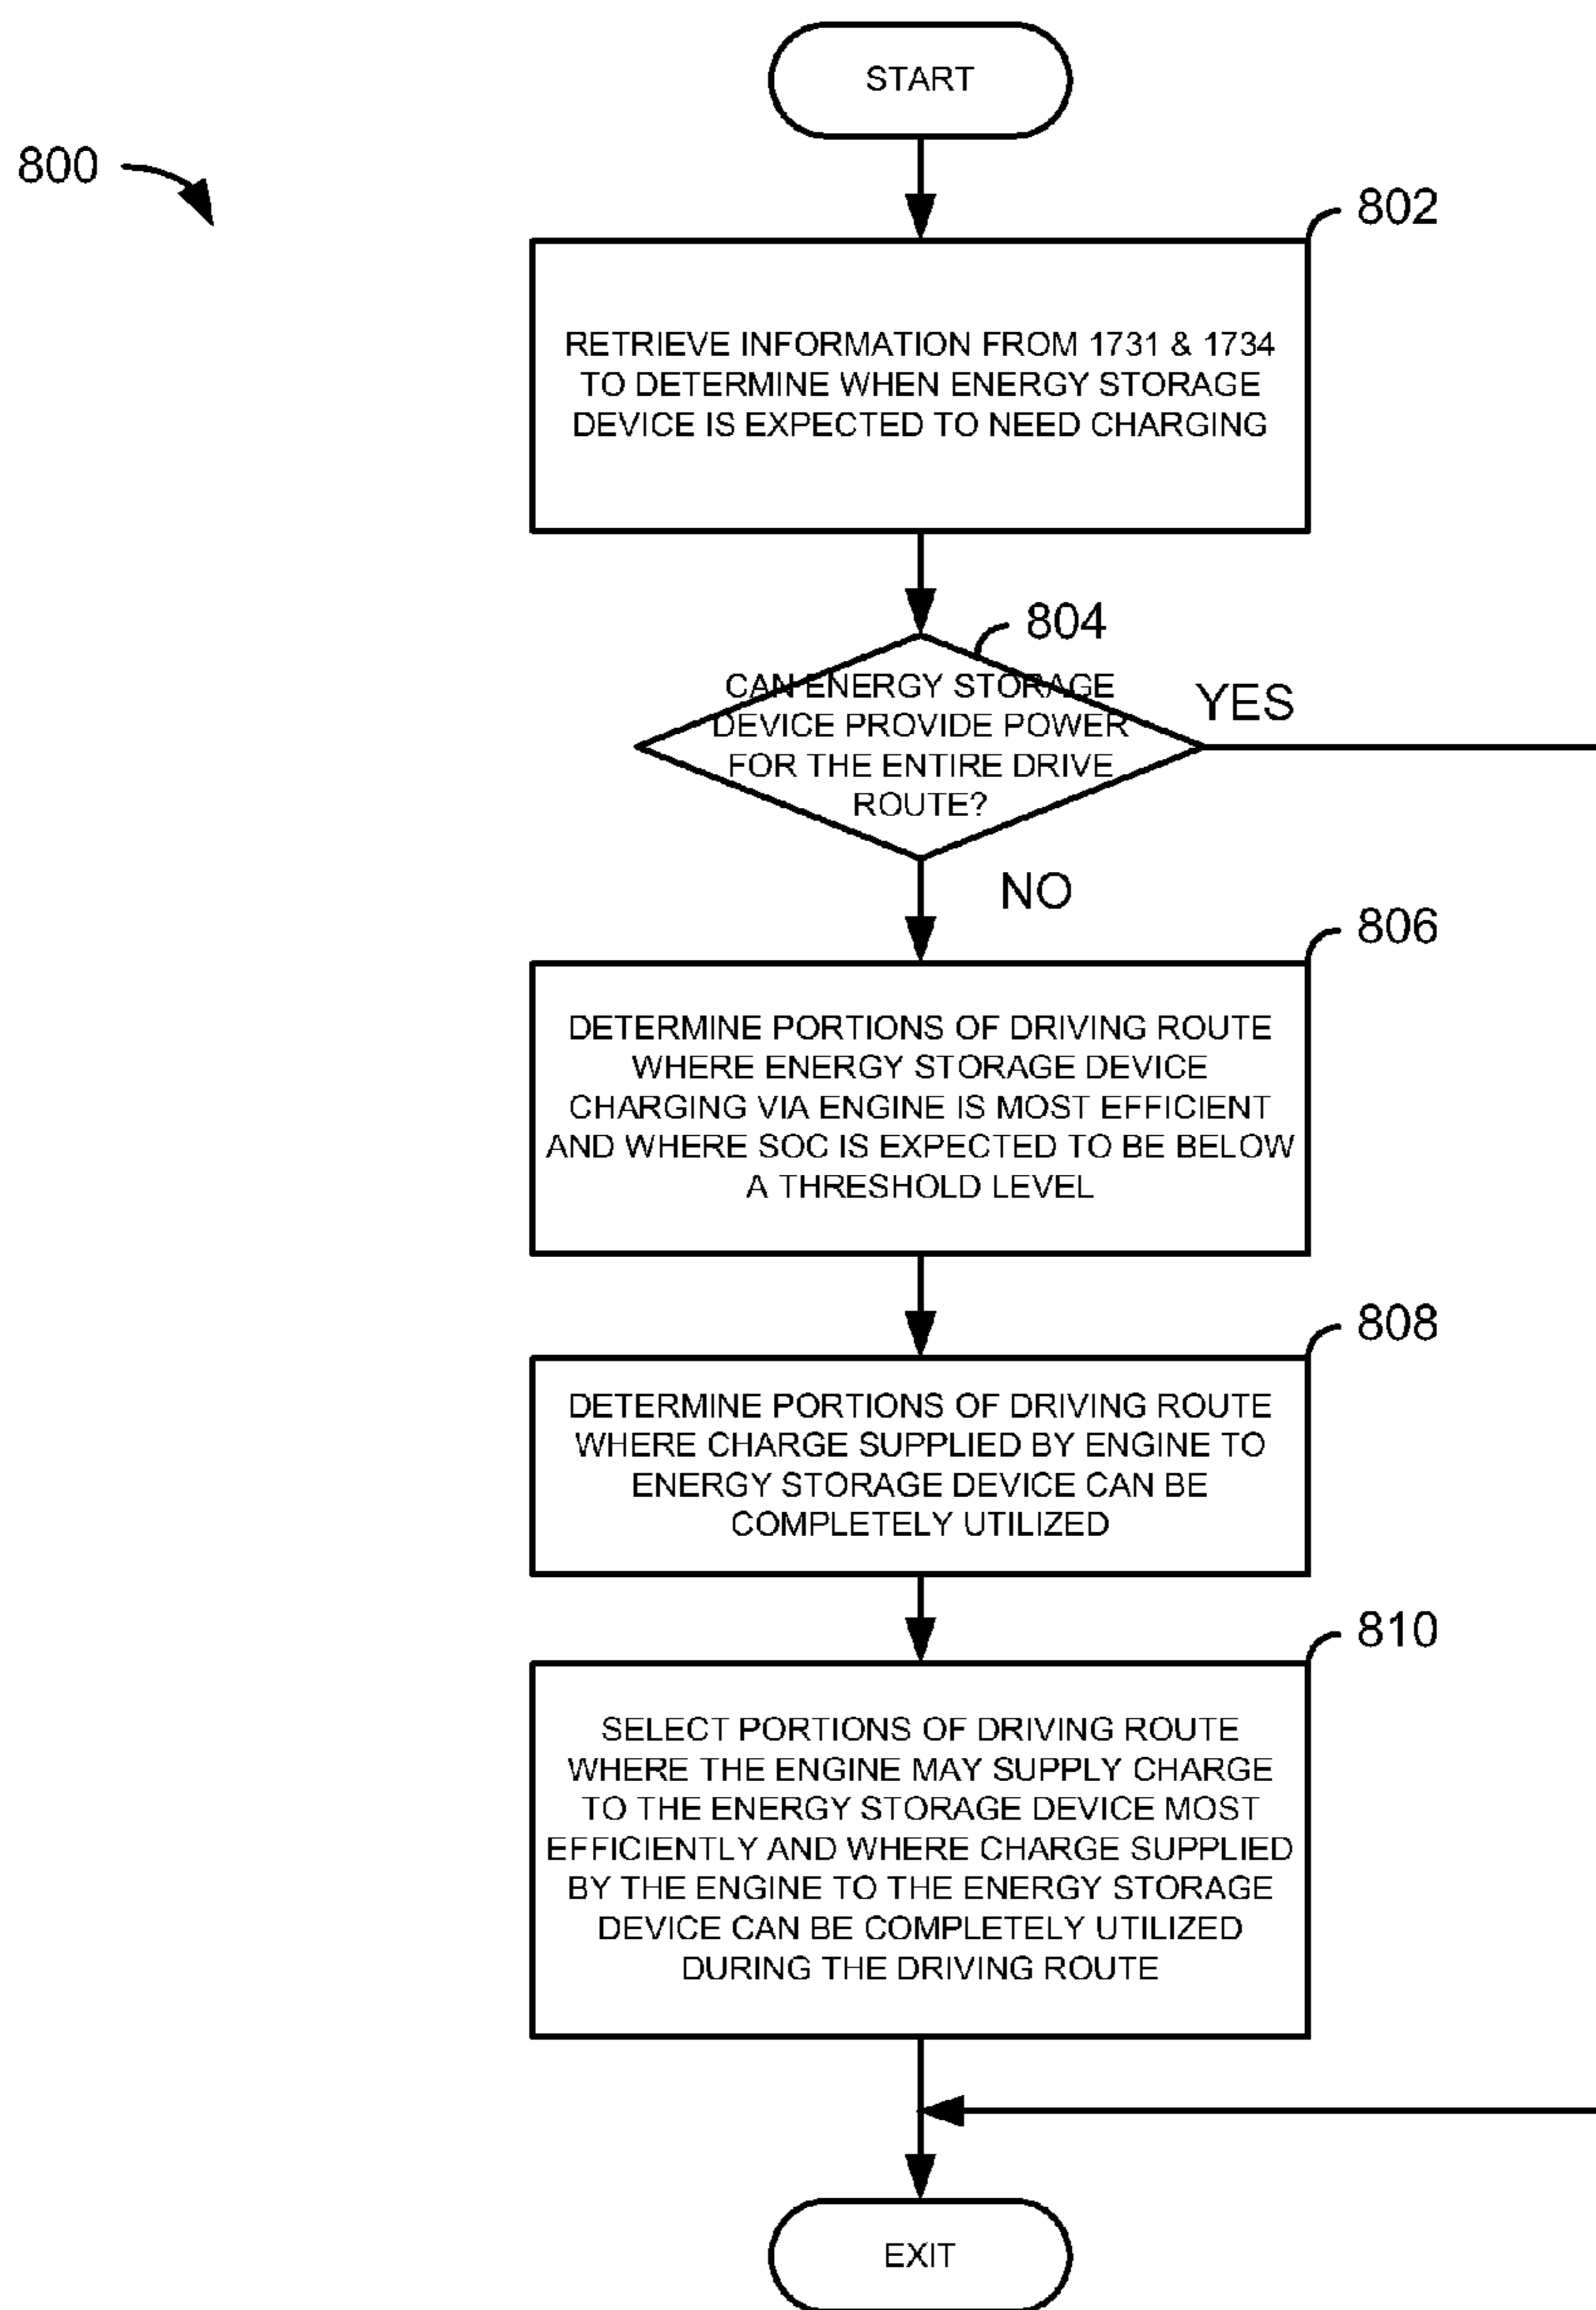 START
800
802
RETRIEVE INFORMATION FROM 1731 & 1734
TO DETERMINE WHEN ENERGY STORAGE
DEVICE IS EXPECTED TO NEED CHARGING
804
CAN ENERGY STORAGE
DEVICE PROVIDE POWER
FOR THE ENTIRE DRIVE
ROUTE?
YES
NO
806
DETERMINE PORTIONS OF DRIVING ROUTE
WHERE ENERGY STORAGE DEVICE
CHARGING VIA ENGINE IS MOST EFFICIENT
AND WHERE SOC IS EXPECTED TO BE BELOW
A THRESHOLD LEVEL
808
DETERMINE PORTIONS OF DRIVING ROUTE
WHERE CHARGE SUPPLIED BY ENGINE TO
ENERGY STORAGE DEVICE CAN BE
COMPLETELY UTILIZED
810
SELECT PORTIONS OF DRIVING ROUTE
WHERE THE ENGINE MAY SUPPLY CHARGE
TO THE ENERGY STORAGE DEVICE MOST
EFFICIENTLY AND WHERE CHARGE SUPPLIED
BY THE ENGINE TO THE ENERGY STORAGE
DEVICE CAN BE COMPLETELY UTILIZED
DURING THE DRIVING ROUTE
EXIT